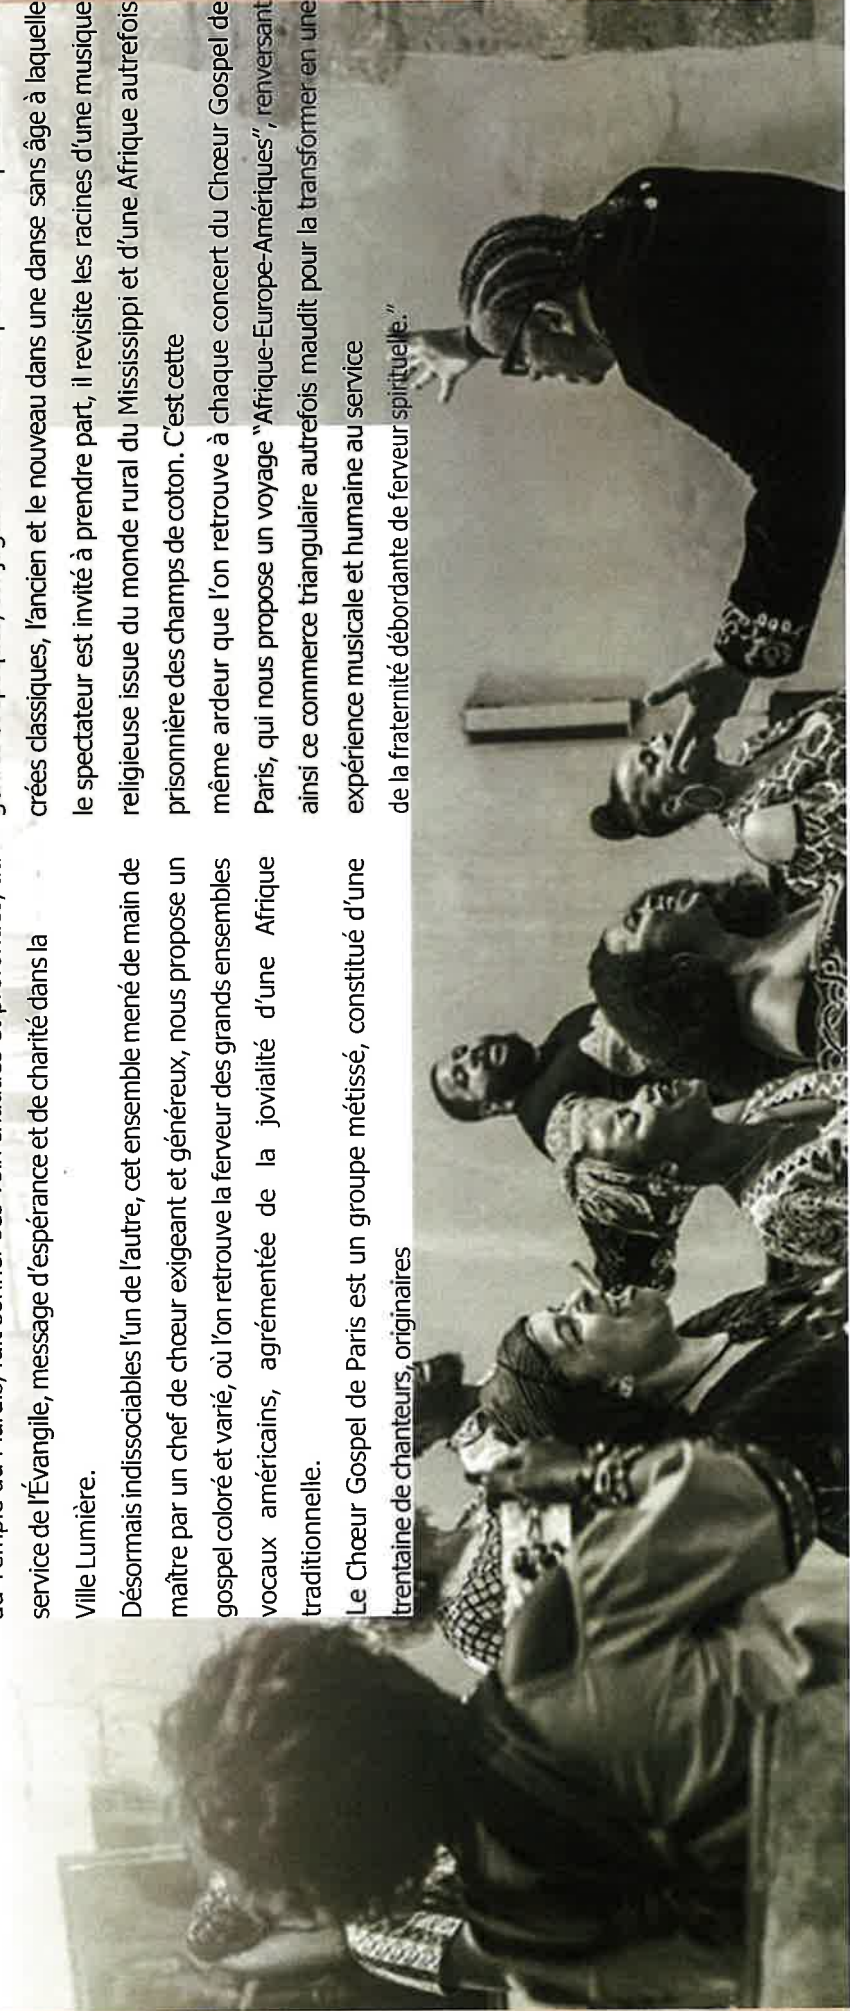 service de l'Évangile, message d'espérance et de charité dans la
Ville Lumière.
Désormais indissociables l'un de l'autre, cet ensemble mené de main de
maître par un chef de chœur exigeant et généreux, nous propose un
gospel coloré et varié, où l'on retrouve la ferveur des grands ensembles
vocaux américains, agrémentée de la jovialité d'une Afrique
traditionnelle.
Le Chœur Gospel de Paris est un groupe métissé, constitué d'une
trentaine de chanteurs, originaires
crées classiques, l'ancien et le nouveau dans une danse sans âge à laquelle
le spectateur est invité à prendre part, il revisite les racines d'une musique
religieuse issue du monde rural du Mississippi et d'une Afrique autrefois
prisonnière des champs de coton. C'est cette
même ardeur que l'on retrouve à chaque concert du Chœur Gospel de
Paris, qui nous propose un voyage "Afrique-Europe-Amériques", renversant
ainsi ce commerce triangulaire autrefois maudit pour la transformer en une
expérience musicale et humaine au service
de la fraternité débordante de ferveur spirituelle."